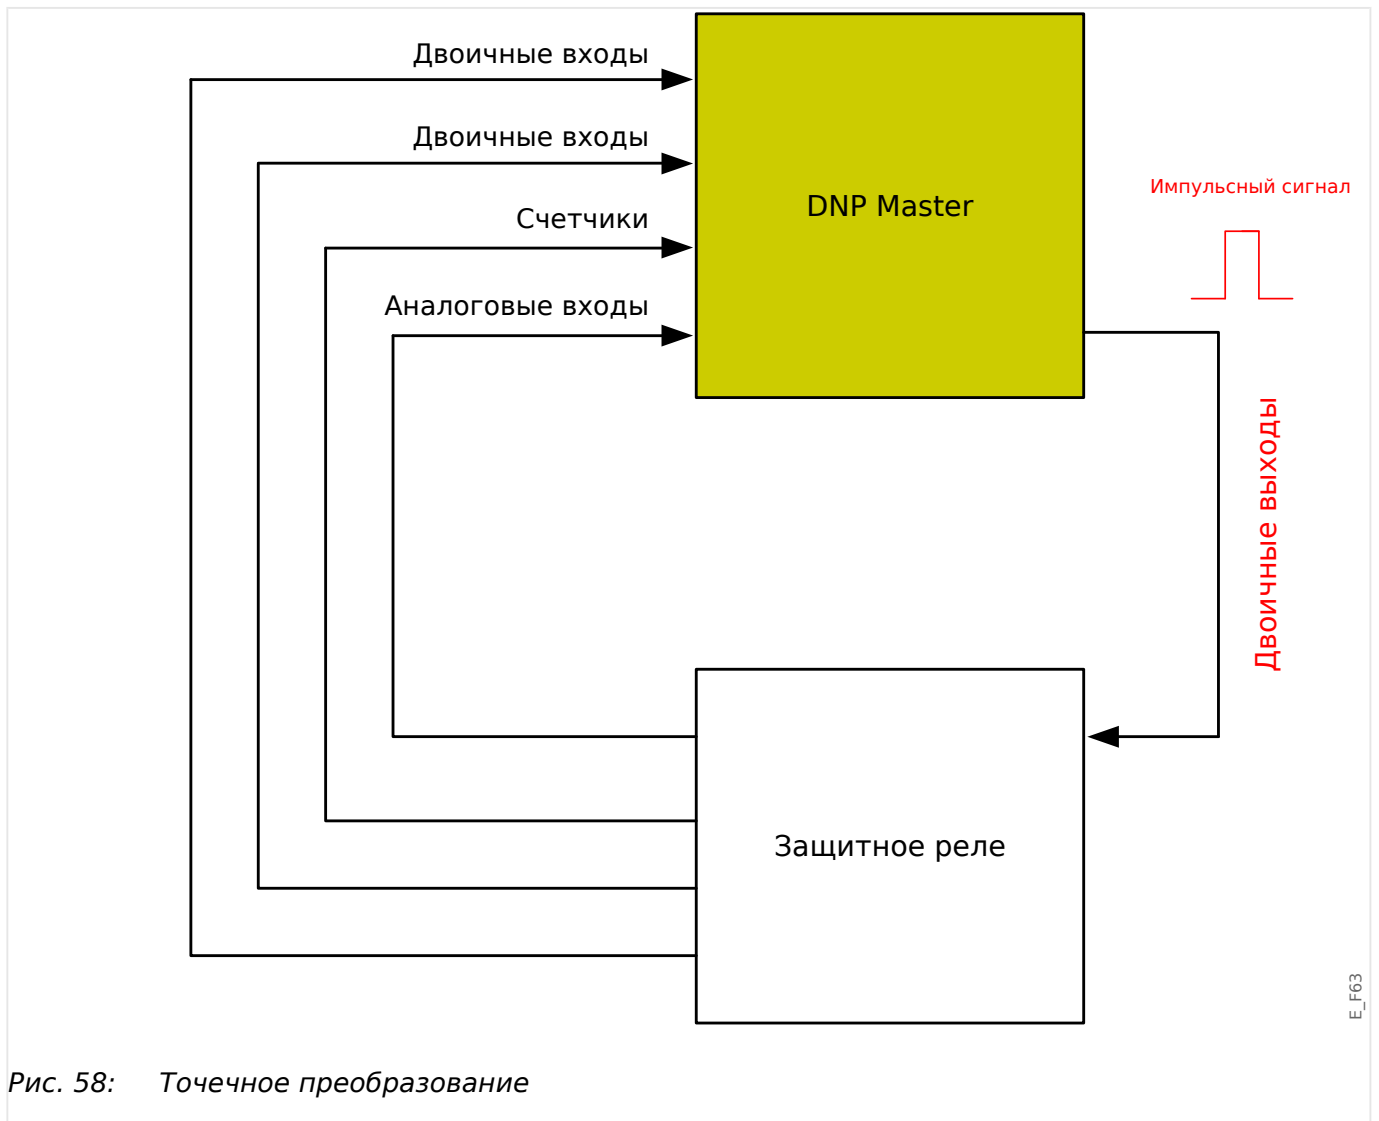 Двоичные входы
Двоичные входы
Счетчики
Аналоговые входы
DNP Master
Импульсный сигнал
Двоичные выходы
Защитное реле
E_F63
Рис. 58: Точечное преобразование